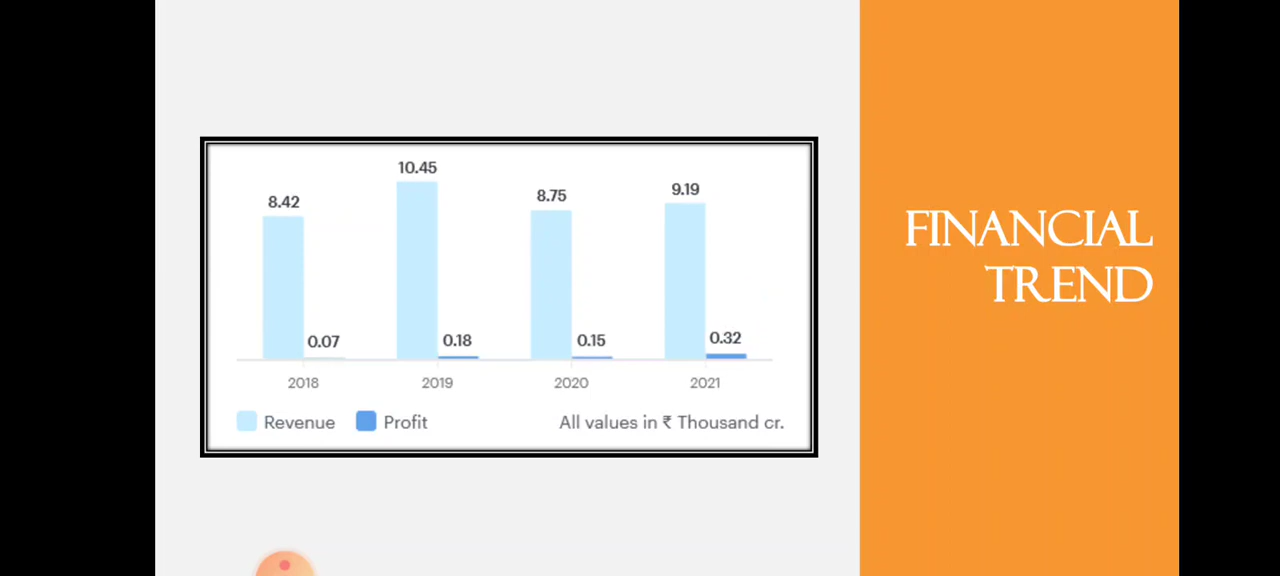 10.45
9.19
8.75
8.42
0.07
0.18
0.15
0.32
2018
2019
2020
2021
Revenue
Profit
All values in ₹ Thousand cr.
FINANCIAL
TREND